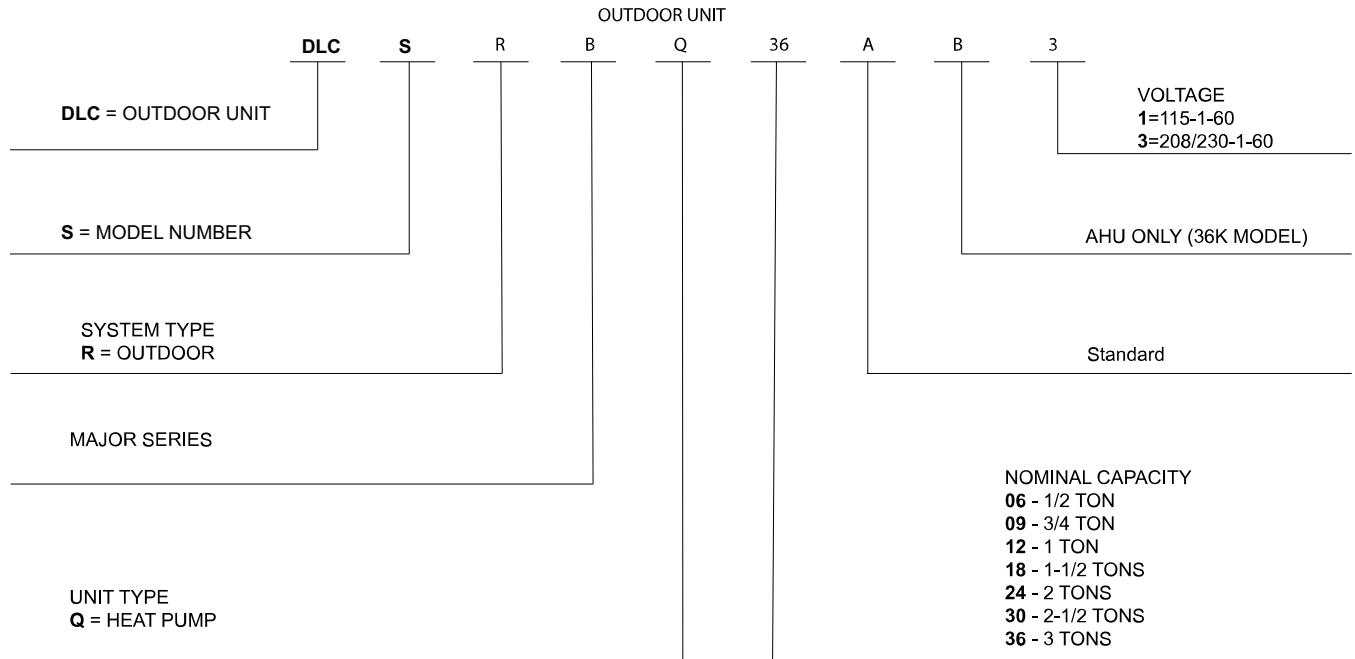 OUTDOOR UNIT
DLC S R B Q 36 A B 3
DLC = OUTDOOR UNIT
VOLTAGE
1=115-1-60
3=208/230-1-60
S = MODEL NUMBER
AHU ONLY (36K MODEL)
SYSTEM TYPE
R = OUTDOOR
Standard
MAJOR SERIES
NOMINAL CAPACITY
06 - 1/2 TON
09 - 3/4 TON
12 - 1 TON
18 - 1-1/2 TONS
24 - 2 TONS
30 - 2-1/2 TONS
36 - 3 TONS
UNIT TYPE
Q = HEAT PUMP